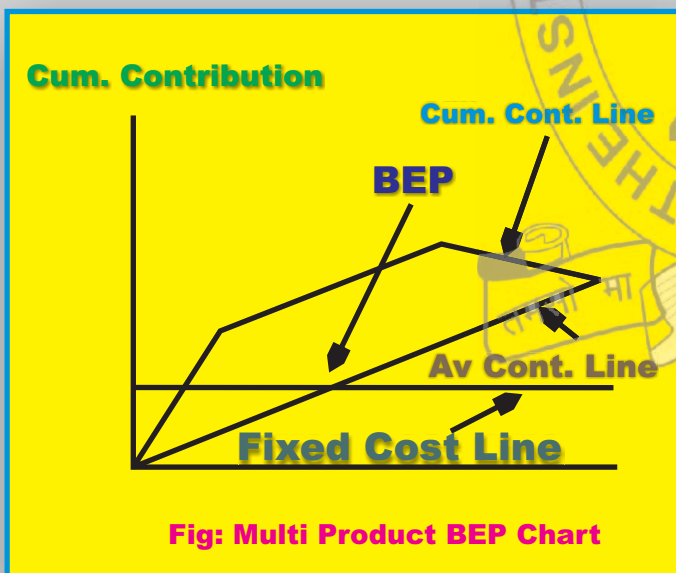 Cum. Contribution
Cum. Cont. Line
BEP
Av Cont. Line
Fixed Cost Line
Fig: Multi Product BEP Chart